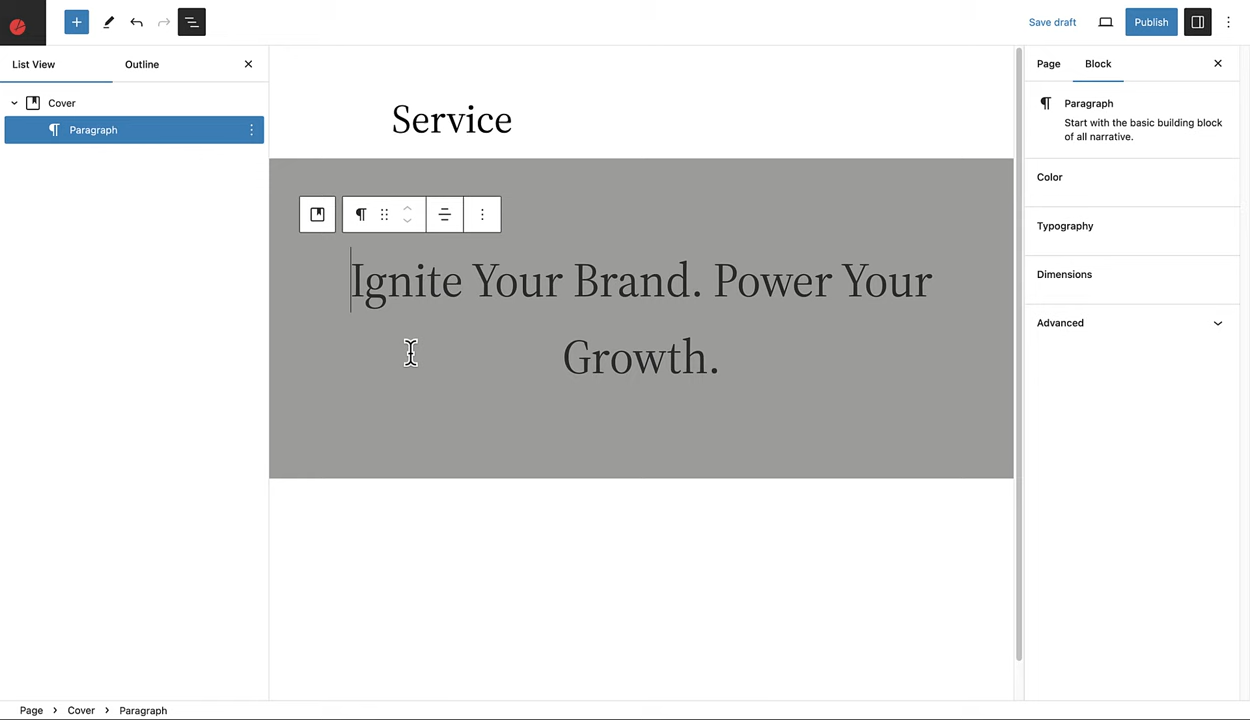 Save draft
Publish
List View
Outline
Cover
Paragraph
Service
Ignite Your Brand. Power Your
Growth.
Page
Block
Paragraph
Start with the basic building block
of all narrative.
Color
Typography
Dimensions
Advanced
Page
Cover
Paragraph